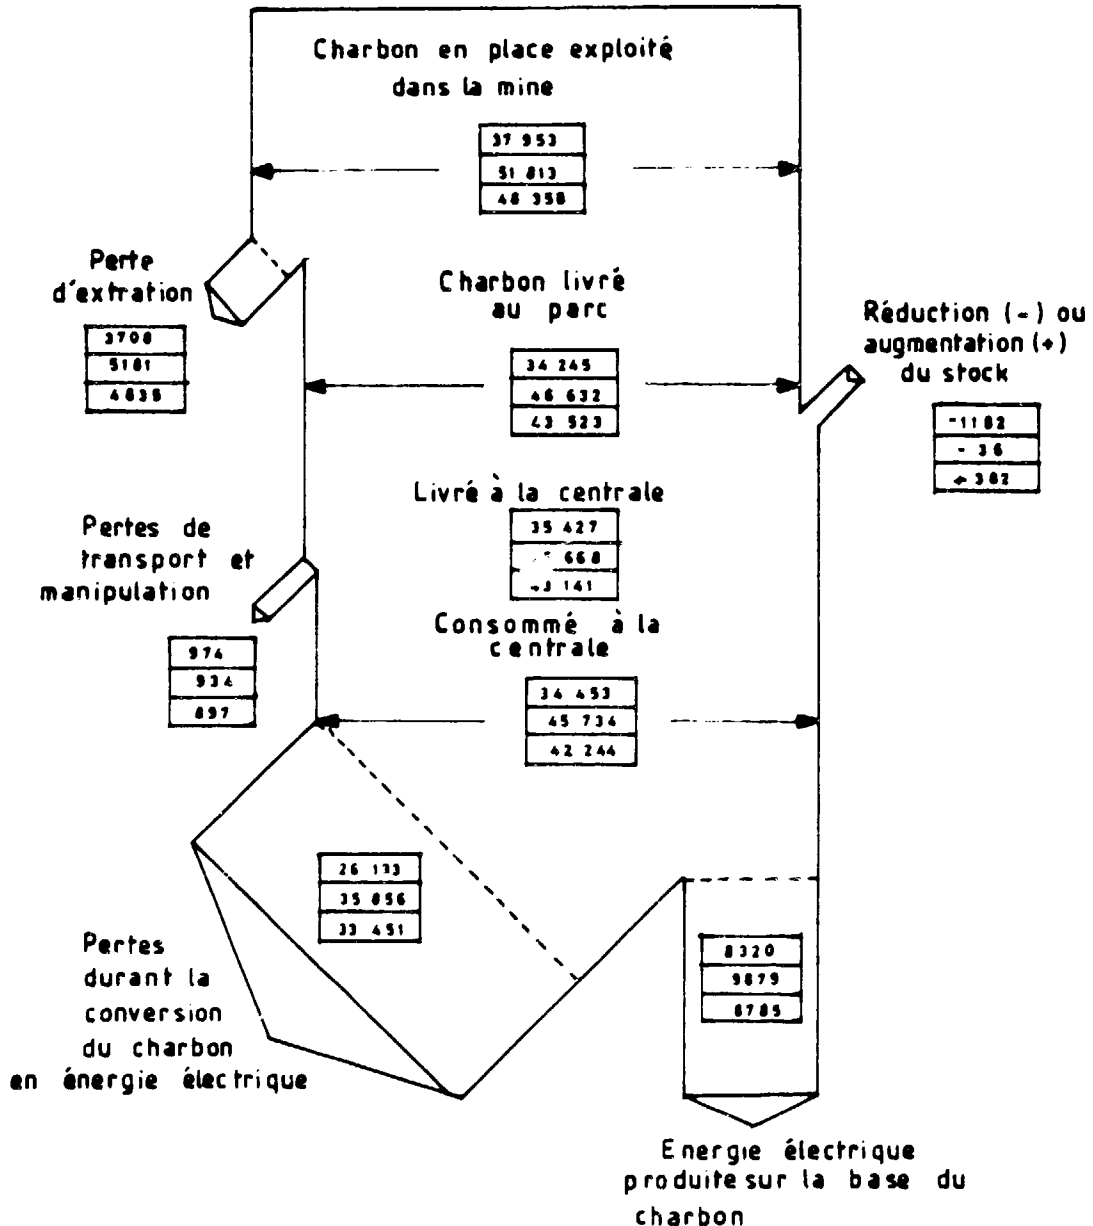 Charbon en place exploité
dans la mine
37 953
51 813
48 358
Perte
d'extration
3708
5181
4835
Charbon livré
au parc
34 245
46 632
43 523
Réduction (-) ou
augmentation (+)
du stock
-1182
- 36
+ 382
Livré à la centrale
35 427
668
43 141
Pertes de
transport et
manipulation
974
934
897
Consommé à la
centrale
34 453
45 734
42 244
26 133
35 856
33 451
Pertes
durant la
conversion
du charbon
en énergie électrique
8320
9879
8785
Energie électrique
produite sur la base du
charbon